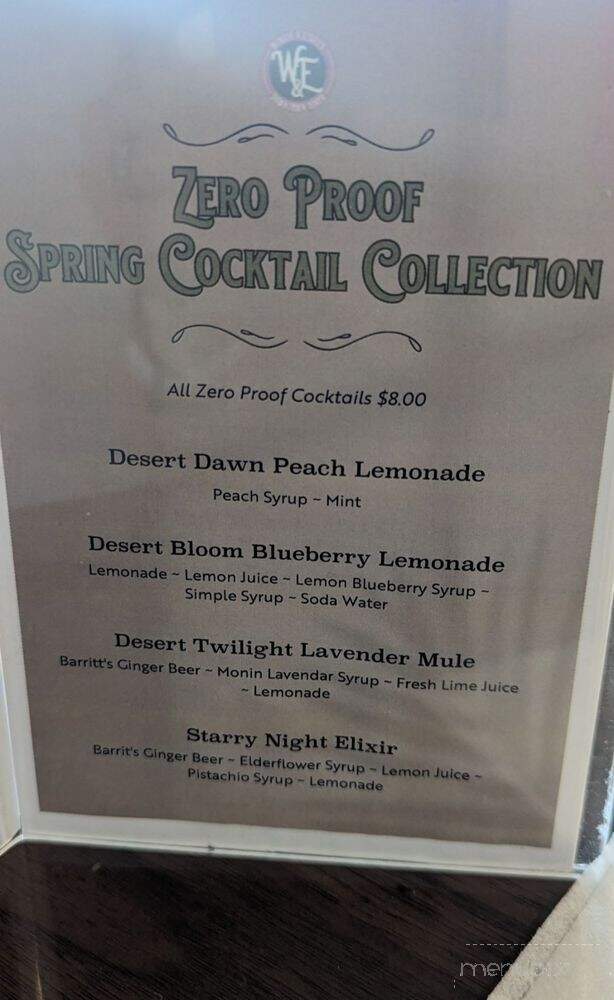 W&E
Zero Proof
Spring Cocktail Collection
All Zero Proof Cocktails $8.00
Desert Dawn Peach Lemonade
Peach Syrup ~ Mint
Desert Bloom Blueberry Lemonade
Lemonade ~ Lemon Juice ~ Lemon Blueberry Syrup ~
Simple Syrup ~ Soda Water
Desert Twilight Lavender Mule
Barritt's Ginger Beer ~ Monin Lavendar Syrup ~ Fresh Lime Juice
~ Lemonade
Starry Night Elixir
Barrit's Ginger Beer ~ Elderflower Syrup ~ Lemon Juice ~
Pistachio Syrup ~ Lemonade